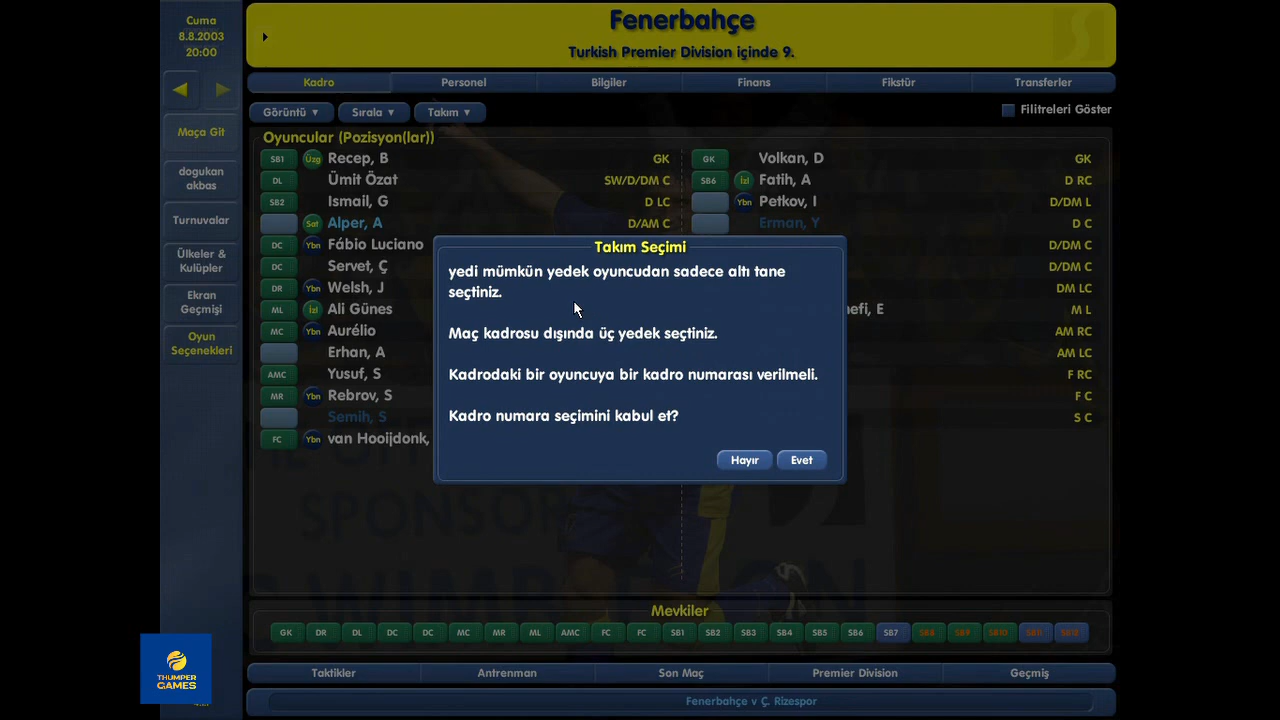 Cuma
8.8.2003
20:00
Maça Git
dogukan
akbas
Turnuvalar
Ülkeler &
Kulüpler
Ekran
Geçmişi
Oyun
Seçenekleri
Fenerbahçe
Turkish Premier Division içinde 9.
Kadro Personel Bilgiler Finans Fikstür Transferler
Görüntü Sırala Takım Filitreleri Göster
Oyuncular (Pozisyon(lar))
SB1 Üzg Recep, B GK GK Volkan, D GK
DL Ümit Özat SW/D/DM C SB6 İzl Fatih, A D RC
SB2 Ismail, G D LC Ybn Petkov, I D/DM L
Sat Alper, A D/AM C Erman, Y D C
DC Ybn Fábio Luciano D/DM C
DC Servet, Ç D/DM C
DR Ybn Welsh, J DM LC
ML İzl Ali Günes nefi, E M L
MC Ybn Aurélio AM RC
Erhan, A AM LC
AMC Yusuf, S F RC
MR Ybn Rebrov, S F C
Semih, S S C
FC Ybn van Hooijdonk,
Takım Seçimi
yedi mümkün yedek oyuncudan sadece altı tane
seçtiniz.
Maç kadrosu dışında üç yedek seçtiniz.
Kadrodaki bir oyuncuya bir kadro numarası verilmeli.
Kadro numara seçimini kabul et?
Hayır Evet
SPONSOR
Mevkiler
GK DR DL DC DC MC MR ML AMC FC FC SB1 SB2 SB3 SB4 SB5 SB6 SB7 SB8 SB9 SB10 SB11 SB12
Taktikler Antrenman Son Maç Premier Division Geçmiş
Fenerbahçe v Ç. Rizespor
THUMPER
GAMES